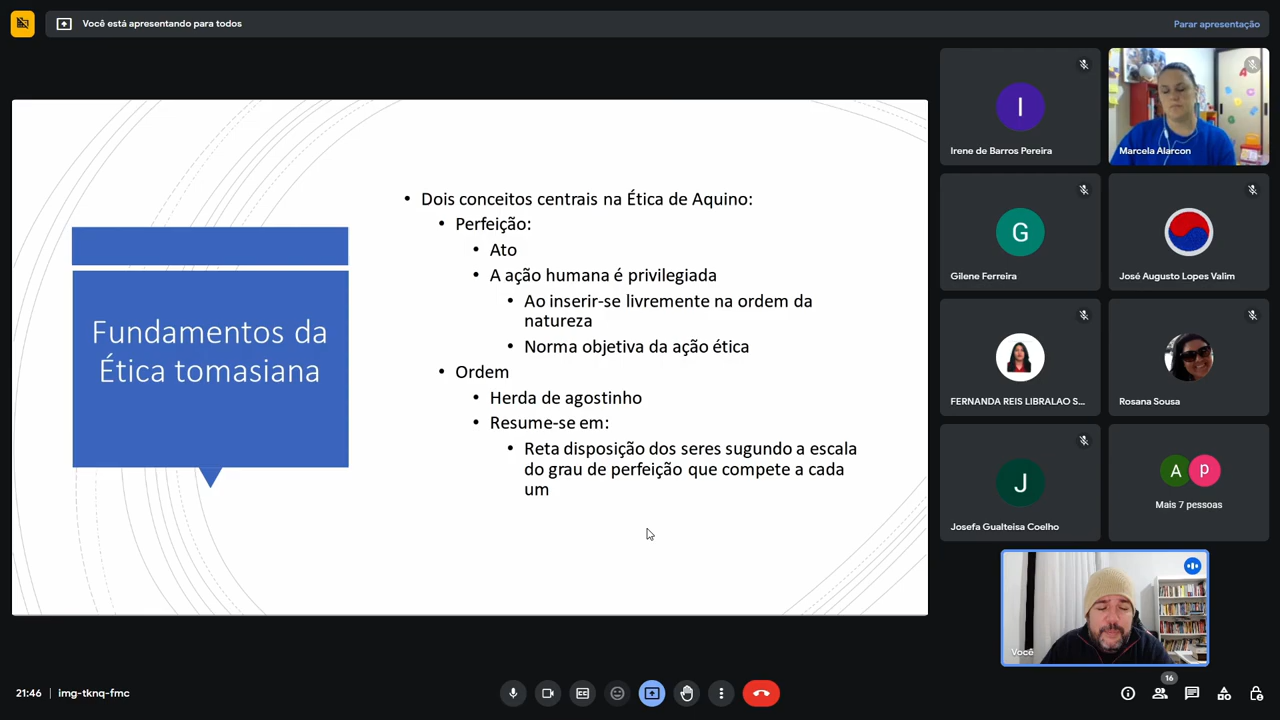 Você está apresentando para todos
Parar apresentação
Fundamentos da
Ética tomasiana
• Dois conceitos centrais na Ética de Aquino:
• Perfeição:
• Ato
• A ação humana é privilegiada
• Ao inserir-se livremente na ordem da
natureza
• Norma objetiva da ação ética
• Ordem
• Herda de agostinho
• Resume-se em:
• Reta disposição dos seres sugundo a escala
do grau de perfeição que compete a cada
um
I
Irene de Barros Pereira
Marcela Alarcon
G
Gilene Ferreira
José Augusto Lopes Valim
FERNANDA REIS LIBRALAO S...
Rosana Sousa
J
Josefa Gualteisa Coelho
A p
Mais 7 pessoas
Você
21:46 | img-tknq-fmc
16